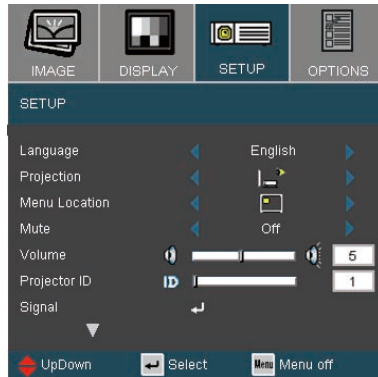 IMAGE DISPLAY SETUP OPTIONS
SETUP
Language English
Projection
Menu Location
Mute Off
Volume 5
Projector ID ID 1
Signal
UpDown Select Menu Menu off